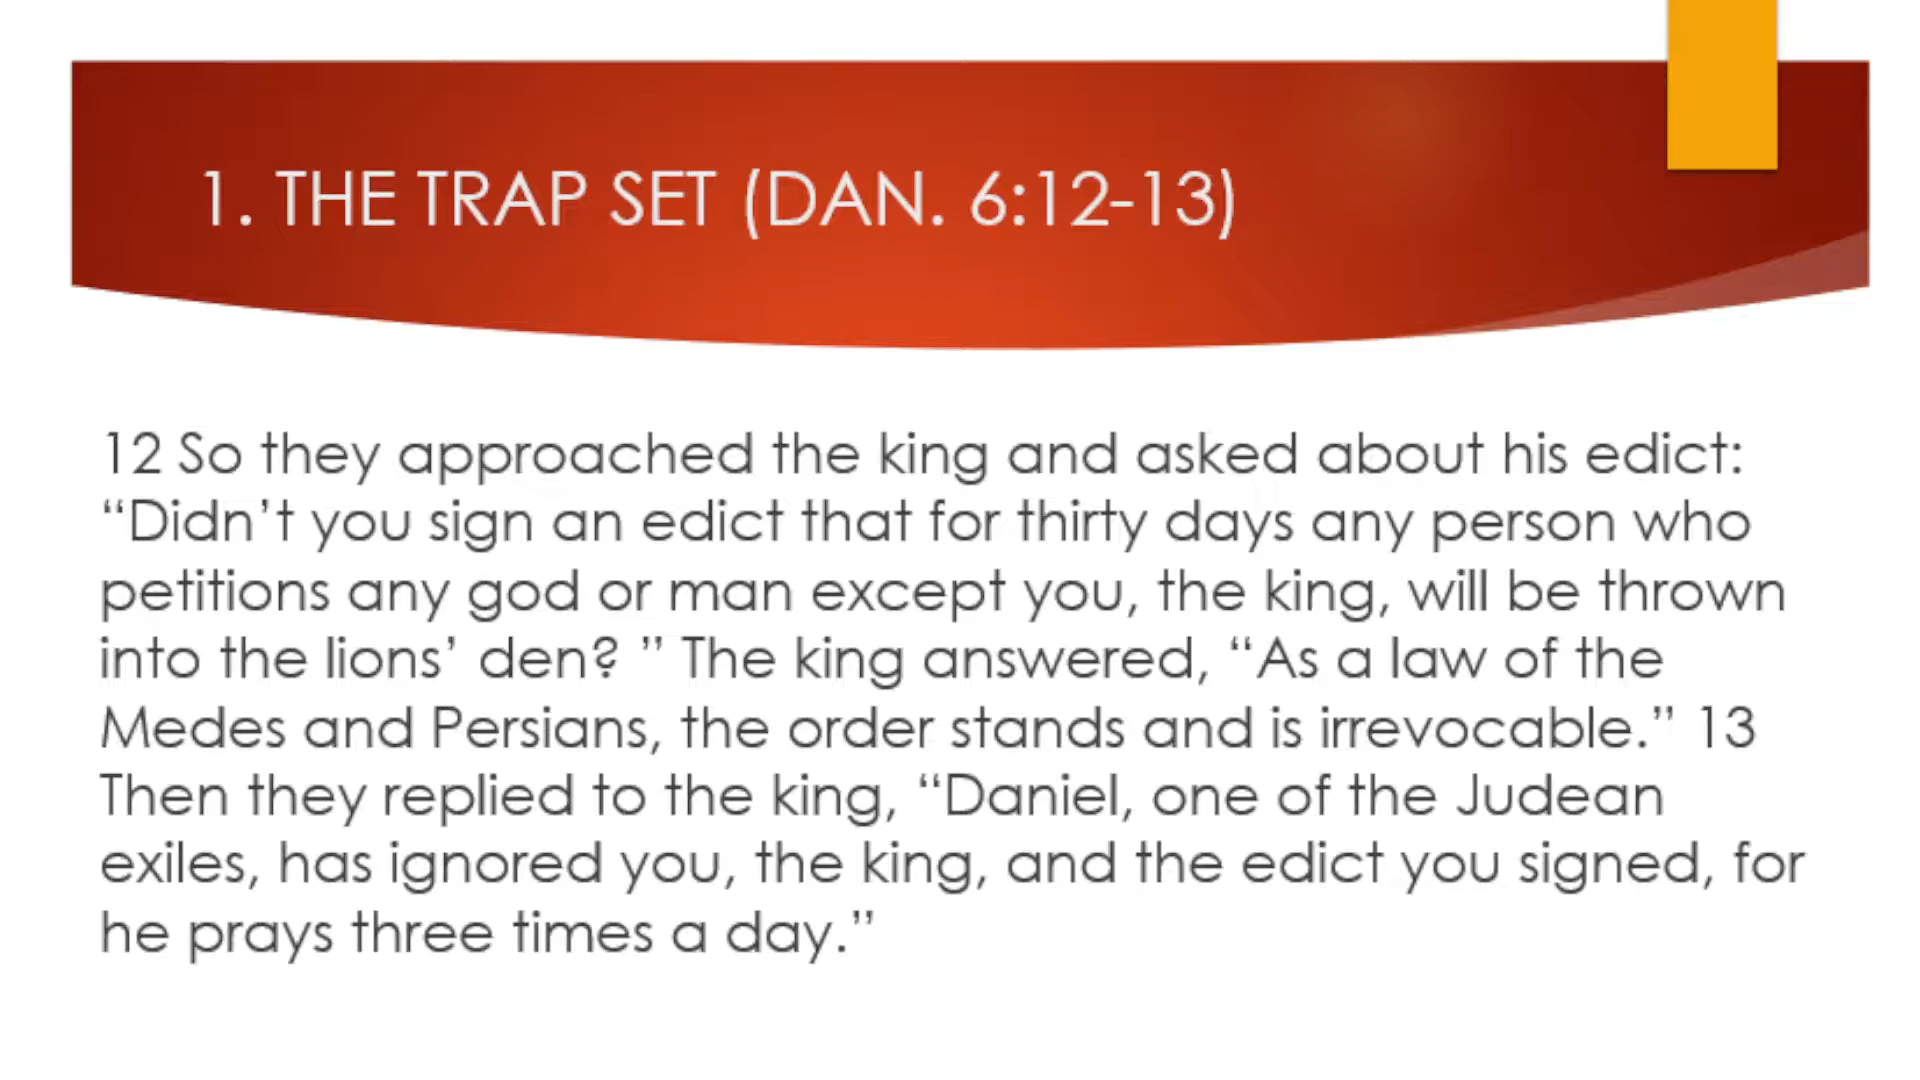 1. THE TRAP SET (DAN. 6:12-13)
12 So they approached the king and asked about his edict:
“Didn’t you sign an edict that for thirty days any person who
petitions any god or man except you, the king, will be thrown
into the lions’ den? ” The king answered, “As a law of the
Medes and Persians, the order stands and is irrevocable.” 13
Then they replied to the king, “Daniel, one of the Judean
exiles, has ignored you, the king, and the edict you signed, for
he prays three times a day.”